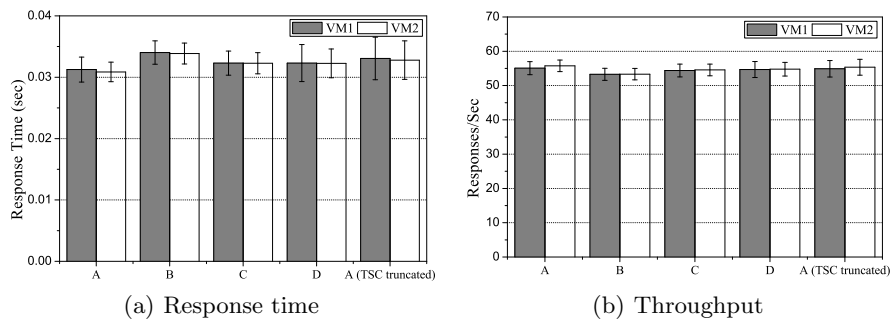 0.04
0.03
0.02
0.01
0.00
Response Time (sec)
VM1 VM2
A B C D A (TSC truncated)
(a) Response time
70
60
50
40
30
20
10
0
Responses/Sec
VM1 VM2
A B C D A (TSC truncated)
(b) Throughput